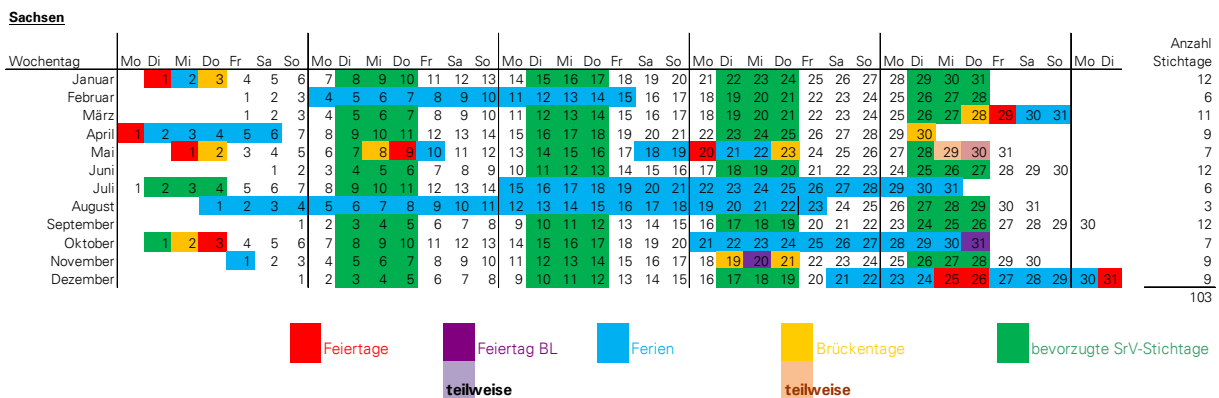 Sachsen
Anzahl
Wochentag Mo Di Mi Do Fr Sa So Mo Di Mi Do Fr Sa So Mo Di Mi Do Fr Sa So Mo Di Mi Do Fr Sa So Mo Di Mi Do Fr Sa So Mo Di Stichtage
Januar 1 2 3 4 5 6 7 8 9 10 11 12 13 14 15 16 17 18 19 20 21 22 23 24 25 26 27 28 29 30 31 12
Februar 1 2 3 4 5 6 7 8 9 10 11 12 13 14 15 16 17 18 19 20 21 22 23 24 25 26 27 28 6
März 1 2 3 4 5 6 7 8 9 10 11 12 13 14 15 16 17 18 19 20 21 22 23 24 25 26 27 28 29 30 31 11
April 1 2 3 4 5 6 7 8 9 10 11 12 13 14 15 16 17 18 19 20 21 22 23 24 25 26 27 28 29 30 9
Mai 1 2 3 4 5 6 7 8 9 10 11 12 13 14 15 16 17 18 19 20 21 22 23 24 25 26 27 28 29 30 31 7
Juni 1 2 3 4 5 6 7 8 9 10 11 12 13 14 15 16 17 18 19 20 21 22 23 24 25 26 27 28 29 30 12
Juli 1 2 3 4 5 6 7 8 9 10 11 12 13 14 15 16 17 18 19 20 21 22 23 24 25 26 27 28 29 30 31 6
August 1 2 3 4 5 6 7 8 9 10 11 12 13 14 15 16 17 18 19 20 21 22 23 24 25 26 27 28 29 30 31 3
September 1 2 3 4 5 6 7 8 9 10 11 12 13 14 15 16 17 18 19 20 21 22 23 24 25 26 27 28 29 30 12
Oktober 1 2 3 4 5 6 7 8 9 10 11 12 13 14 15 16 17 18 19 20 21 22 23 24 25 26 27 28 29 30 31 7
November 1 2 3 4 5 6 7 8 9 10 11 12 13 14 15 16 17 18 19 20 21 22 23 24 25 26 27 28 29 30 9
Dezember 1 2 3 4 5 6 7 8 9 10 11 12 13 14 15 16 17 18 19 20 21 22 23 24 25 26 27 28 29 30 31 9
103
Feiertage Feiertag BL Ferien Brückentage bevorzugte SrV-Stichtage
teilweise teilweise